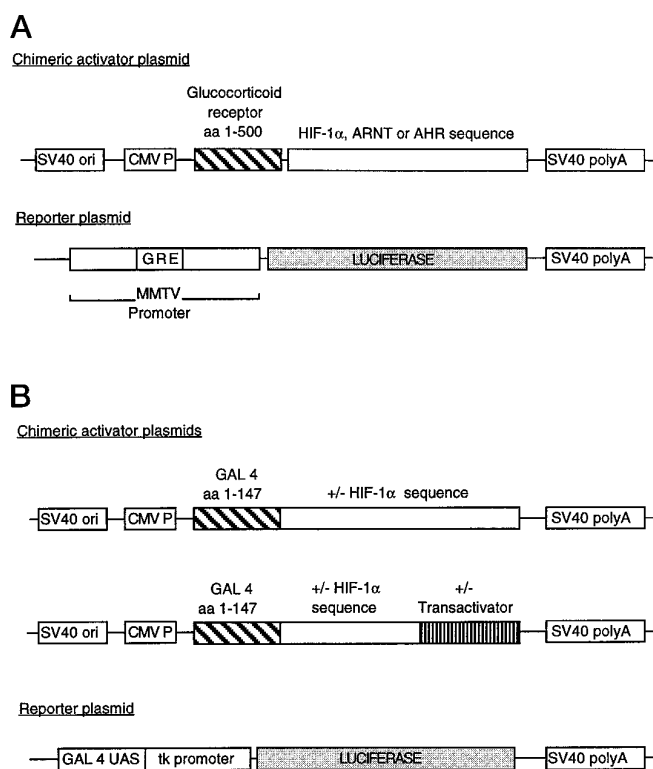 A
Chimeric activator plasmid
Glucocorticoid
receptor
aa 1-500
HIF-1α, ARNT or AHR sequence
SV40 ori
CMV P
SV40 polyA
Reporter plasmid
GRE
LUCIFERASE
SV40 polyA
MMTV
Promoter
B
Chimeric activator plasmids
GAL 4
aa 1-147
+/- HIF-1α sequence
SV40 ori
CMV P
SV40 polyA
GAL 4
aa 1-147
+/- HIF-1α
sequence
+/-
Transactivator
SV40 ori
CMV P
SV40 polyA
Reporter plasmid
GAL 4 UAS
tk promoter
LUCIFERASE
SV40 polyA